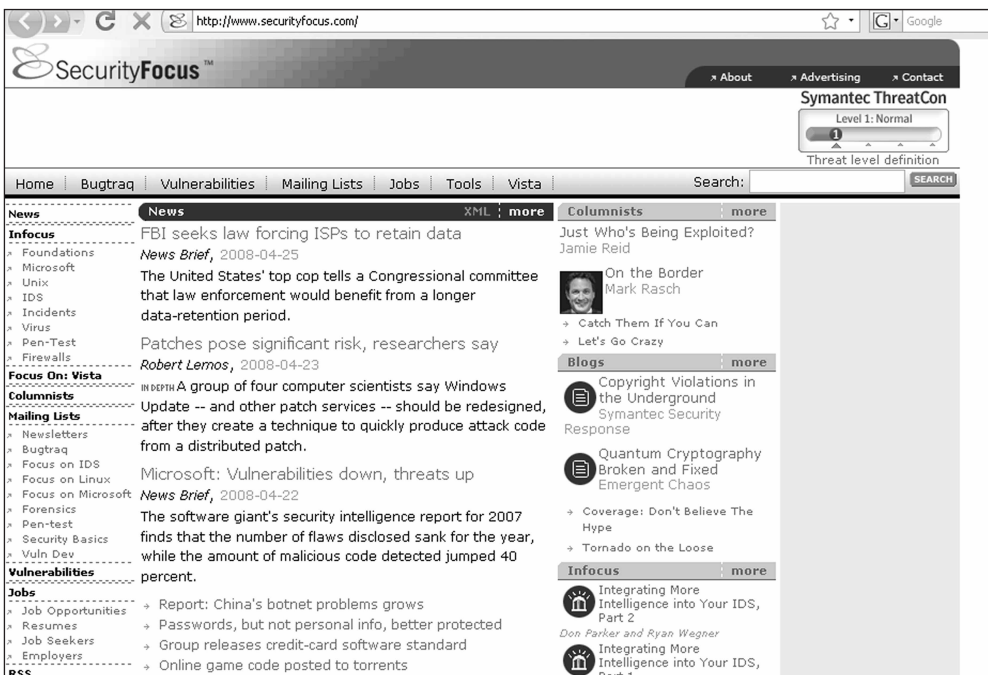 http://www.securityfocus.com/
G Google
SecurityFocus™
About
Advertising
Contact
Symantec ThreatCon
Level 1: Normal
1
Threat level definition
Home Bugtraq Vulnerabilities Mailing Lists Jobs Tools Vista
Search:
SEARCH
News
Infocus
Foundations
Microsoft
Unix
IDS
Incidents
Virus
Pen-Test
Firewalls
Focus On: Vista
Columnists
Mailing Lists
Newsletters
Bugtraq
Focus on IDS
Focus on Linux
Focus on Microsoft
Forensics
Pen-test
Security Basics
Vuln Dev
Vulnerabilities
Jobs
Job Opportunities
Resumes
Job Seekers
Employers
RSS
News XML more
FBI seeks law forcing ISPs to retain data
News Brief, 2008-04-25
The United States' top cop tells a Congressional committee
that law enforcement would benefit from a longer
data-retention period.
Patches pose significant risk, researchers say
Robert Lemos, 2008-04-23
IN DEPTH A group of four computer scientists say Windows
Update -- and other patch services -- should be redesigned,
after they create a technique to quickly produce attack code
from a distributed patch.
Microsoft: Vulnerabilities down, threats up
News Brief, 2008-04-22
The software giant's security intelligence report for 2007
finds that the number of flaws disclosed sank for the year,
while the amount of malicious code detected jumped 40
percent.
Report: China's botnet problems grows
Passwords, but not personal info, better protected
Group releases credit-card software standard
Online game code posted to torrents
Columnists more
Just Who's Being Exploited?
Jamie Reid
On the Border
Mark Rasch
Catch Them If You Can
Let's Go Crazy
Blogs more
Copyright Violations in
the Underground
Symantec Security
Response
Quantum Cryptography
Broken and Fixed
Emergent Chaos
Coverage: Don't Believe The
Hype
Tornado on the Loose
Infocus more
Integrating More
Intelligence into Your IDS,
Part 2
Don Parker and Ryan Wegner
Integrating More
Intelligence into Your IDS,
Part 1